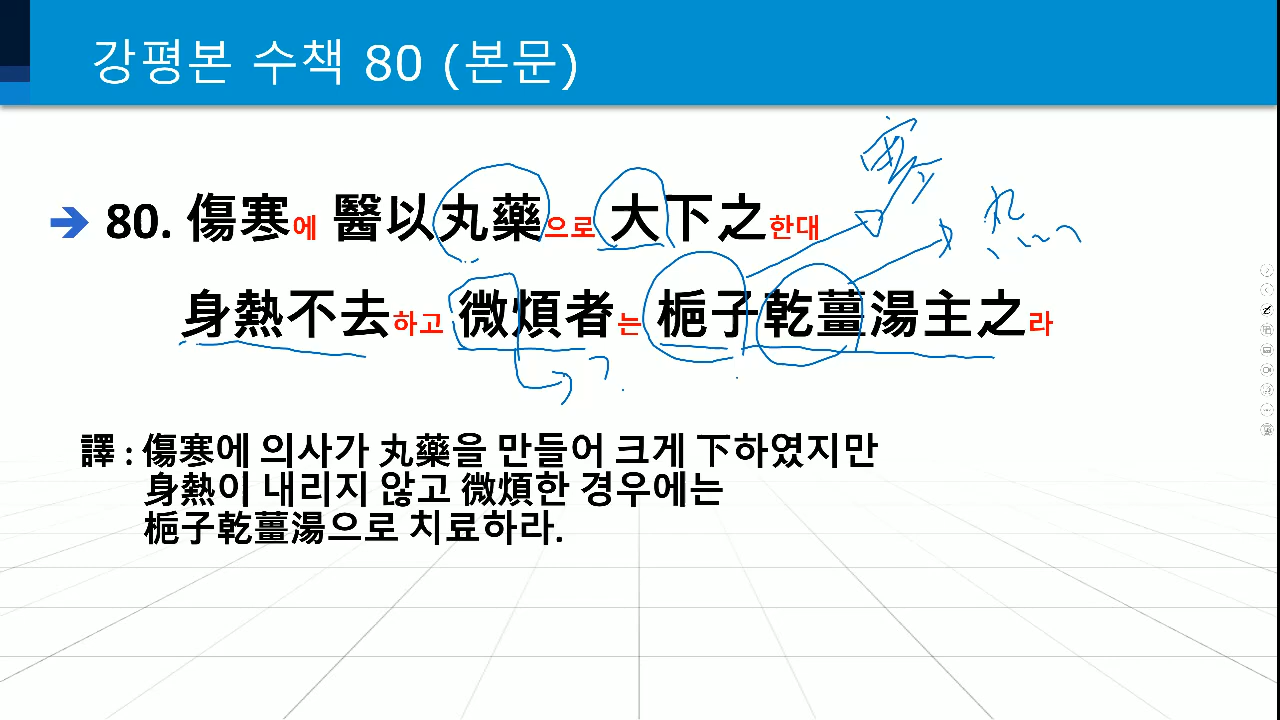 강평본 수책 80 (본문)
寒
热
80. 傷寒에 醫以丸藥으로 大下之한대
身熱不去하고 微煩者는 梔子乾薑湯主之라
譯 : 傷寒에 의사가 丸藥을 만들어 크게 下하였지만
身熱이 내리지 않고 微煩한 경우에는
梔子乾薑湯으로 치료하라.